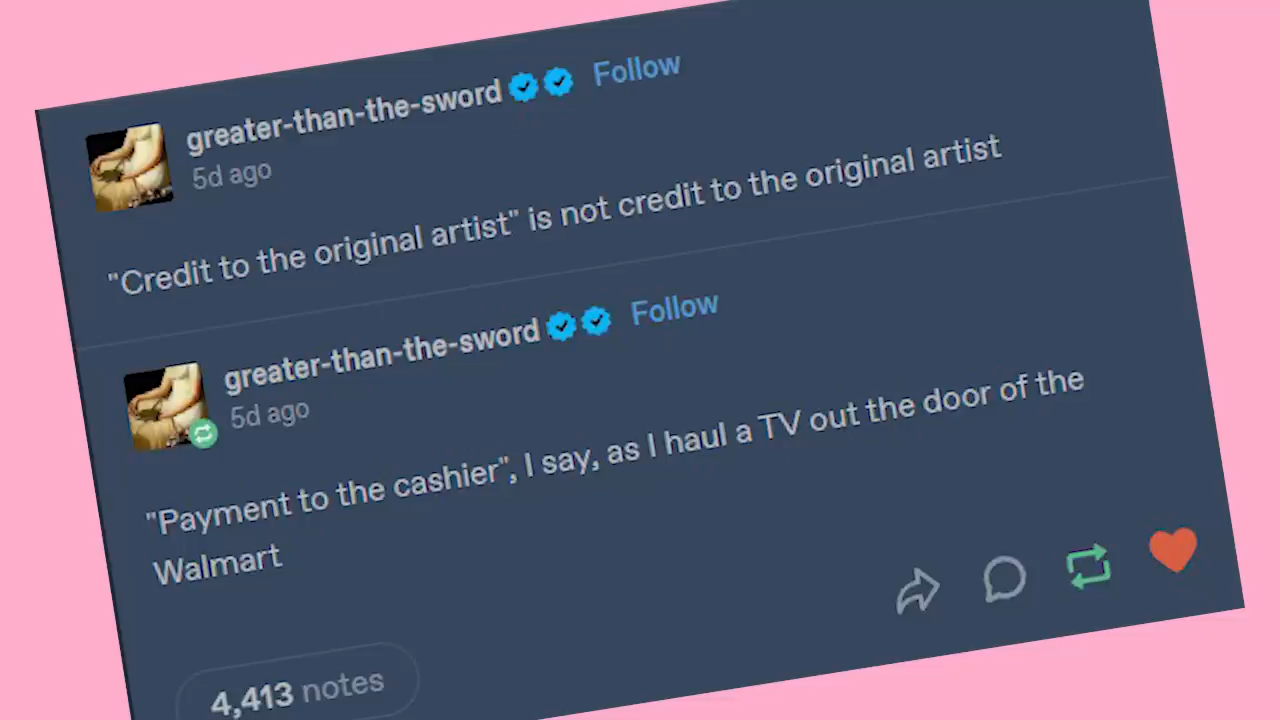 greater-than-the-sword Follow
5d ago
"Credit to the original artist" is not credit to the original artist
greater-than-the-sword Follow
5d ago
"Payment to the cashier", I say, as I haul a TV out the door of the
Walmart
4,413 notes